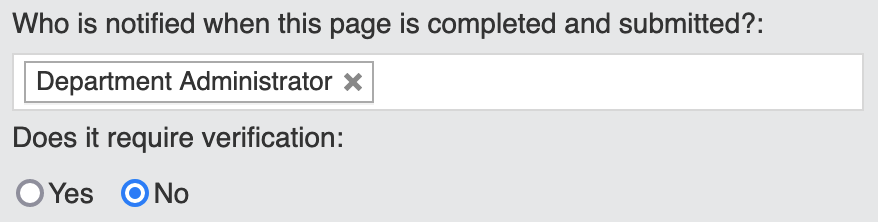 Who is notified when this page is completed and submitted?:
Department Administrator ×
Does it require verification:
Yes No